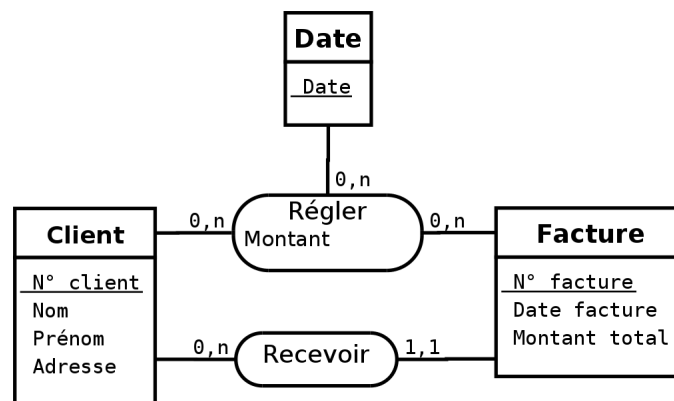 Date
Date
0,n
Régler
Montant
0,n
0,n
Client
N° client
Nom
Prénom
Adresse
Facture
N° facture
Date facture
Montant total
0,n
Recevoir
1,1